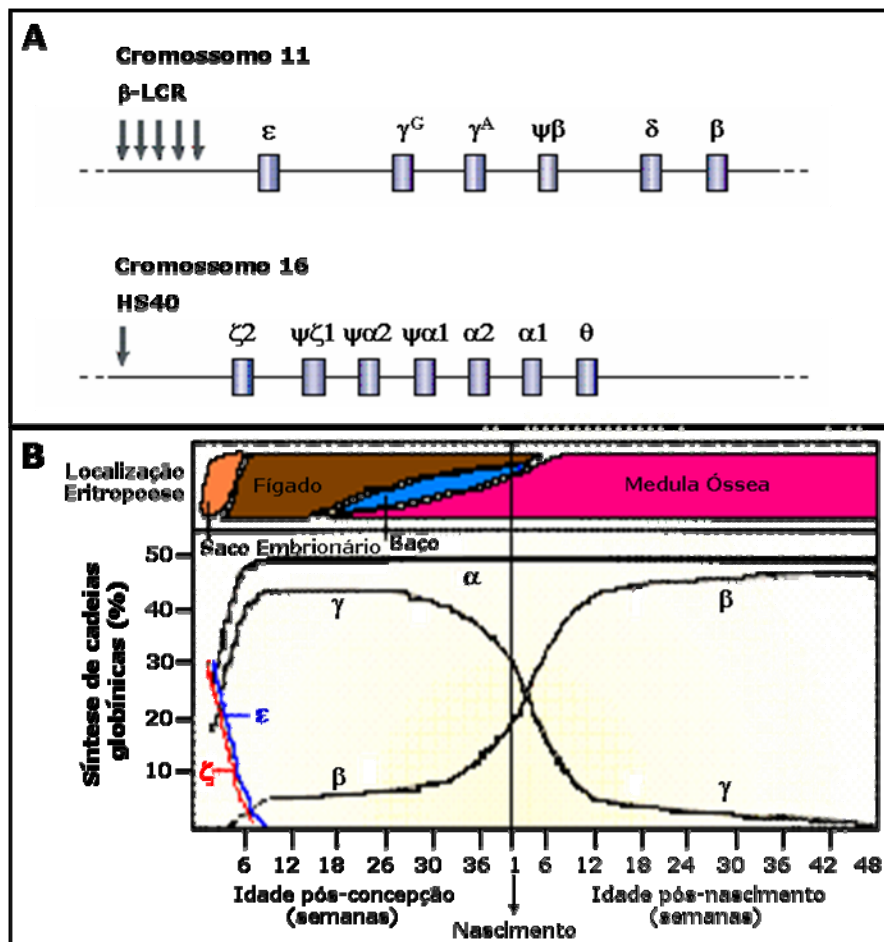 A
Cromossomo 11
β-LCR
ε γᴳ γᴬ ψβ δ β
Cromossomo 16
HS40
ζ2 ψζ1 ψα2 ψα1 α2 α1 θ
B
Localização
Eritropoese
Fígado
Medula Óssea
Saco Embrionário Baço
Síntese de cadeias
globínicas (%)
50
40
30
20
10
α
γ
β
ε
ζ
β
γ
6 12 18 26 30 36 1 6 12 18 26 30 36 42 48
Idade pós-concepção
(semanas)
Idade pós-nascimento
(semanas)
Nascimento